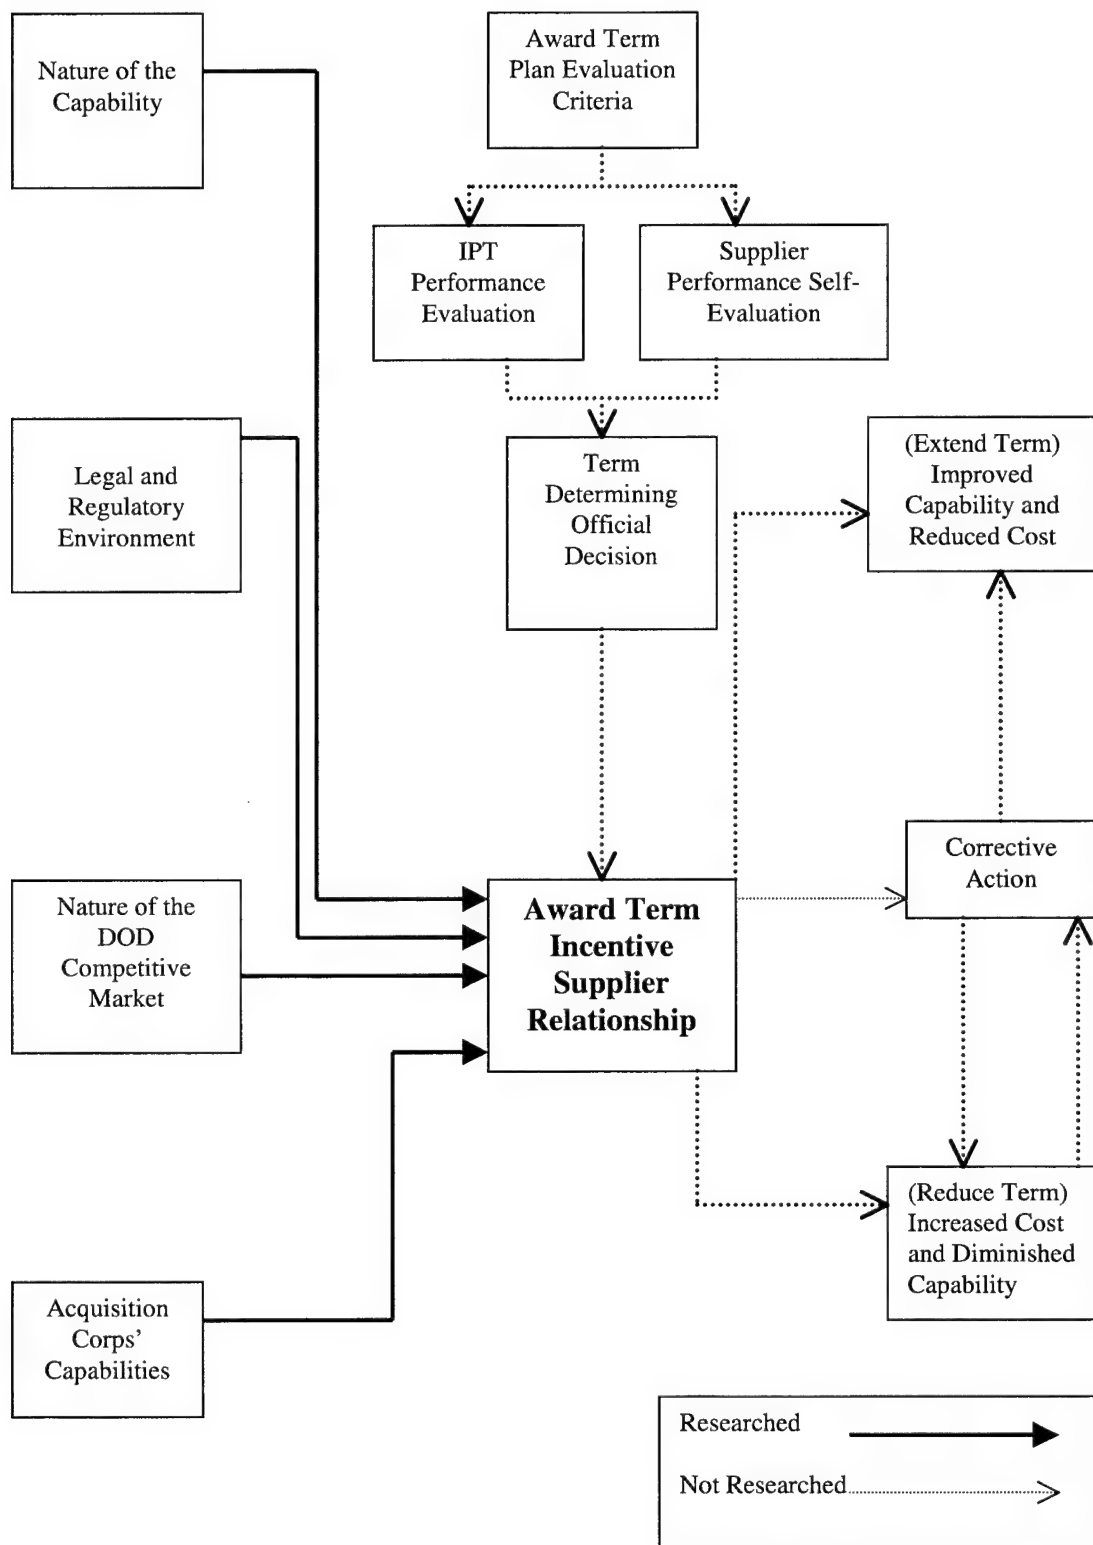 Nature of the
Capability
Award Term
Plan Evaluation
Criteria
IPT
Performance
Evaluation
Supplier
Performance Self-
Evaluation
Legal and
Regulatory
Environment
Term
Determining
Official
Decision
(Extend Term)
Improved
Capability and
Reduced Cost
Nature of the
DOD
Competitive
Market
Award Term
Incentive
Supplier
Relationship
Corrective
Action
(Reduce Term)
Increased Cost
and Diminished
Capability
Acquisition
Corps'
Capabilities
Researched
Not Researched